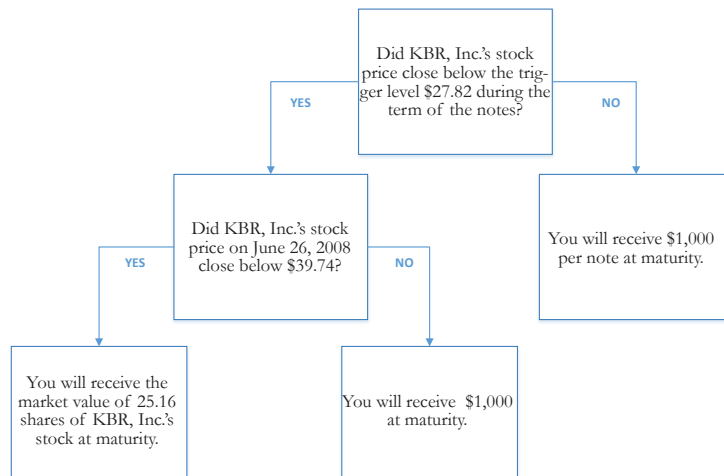 Did KBR, Inc.'s stock
price close below the trig-
ger level $27.82 during the
term of the notes?
YES
NO
Did KBR, Inc.'s stock
price on June 26, 2008
close below $39.74?
You will receive $1,000
per note at maturity.
YES
NO
You will receive the
market value of 25.16
shares of KBR, Inc.'s
stock at maturity.
You will receive $1,000
at maturity.